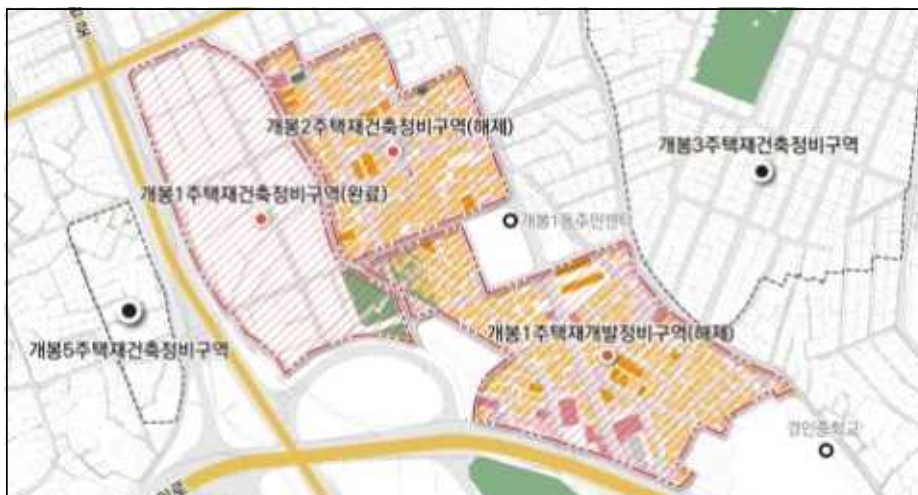 개봉2주택재건축정비구역(해제)
개봉3주택재건축정비구역
개봉1주택재건축정비구역(완료)
개봉1동주민센터
개봉5주택재건축정비구역
개봉1주택재개발정비구역(해제)
경인중학교